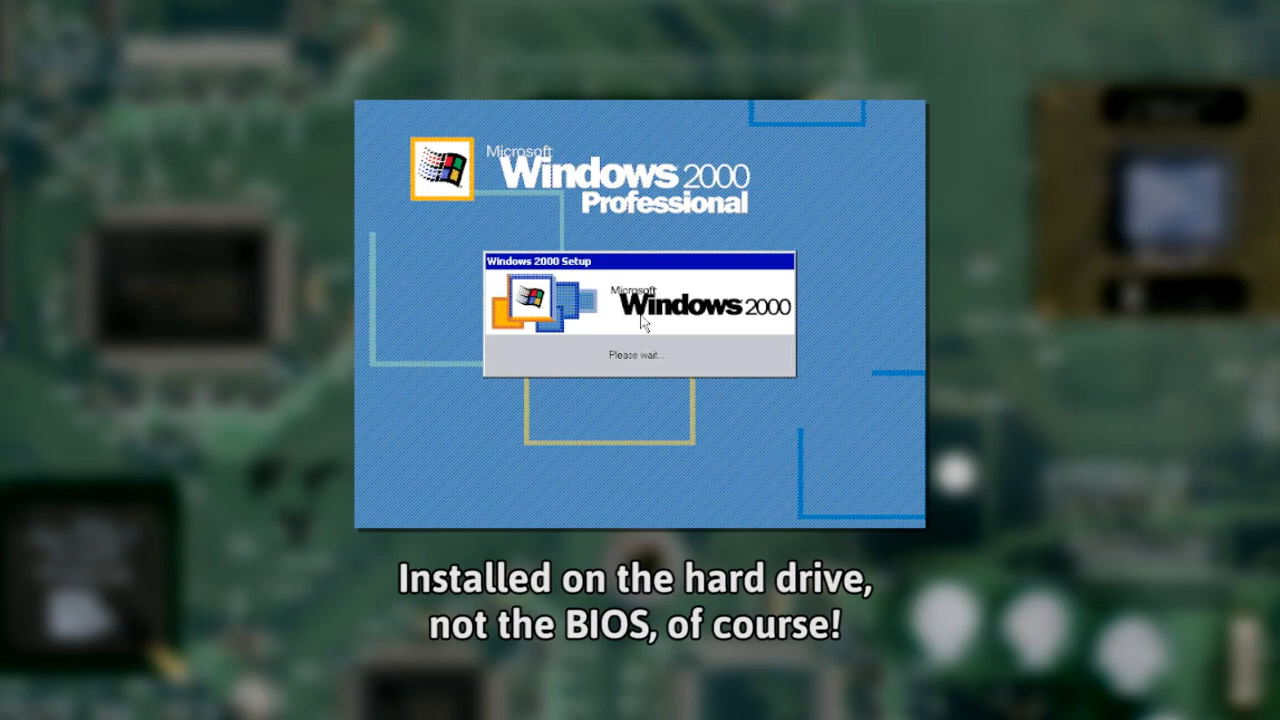 Microsoft
Windows 2000
Professional
Windows 2000 Setup
Microsoft
Windows 2000
Please wait...
Installed on the hard drive,
not the BIOS, of course!